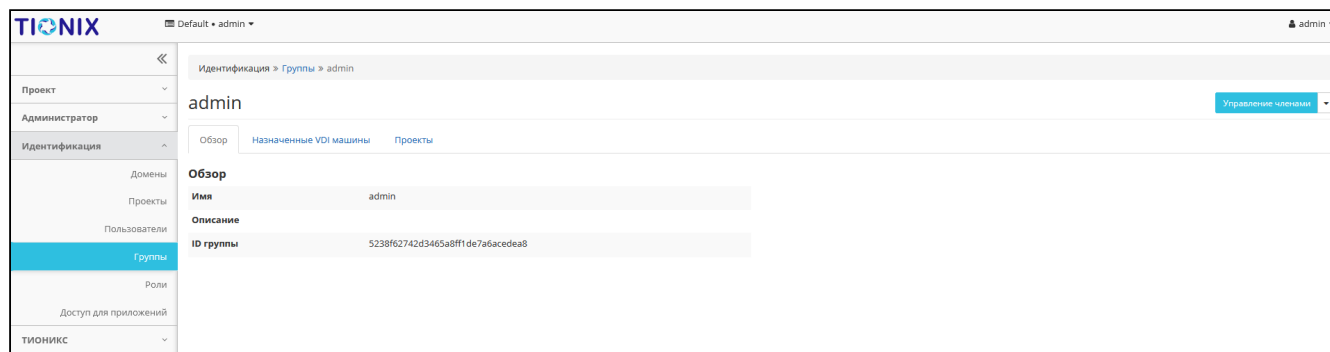 TIONIX
Default • admin
admin
Идентификация » Группы » admin
Проект
Администратор
Идентификация
Домены
Проекты
Пользователи
Группы
Роли
Доступ для приложений
ТИОНИКС
admin
Управление членами
Обзор Назначенные VDI машины Проекты
Обзор
Имя admin
Описание
ID группы 5238f62742d3465a8ff1de7a6acedea8